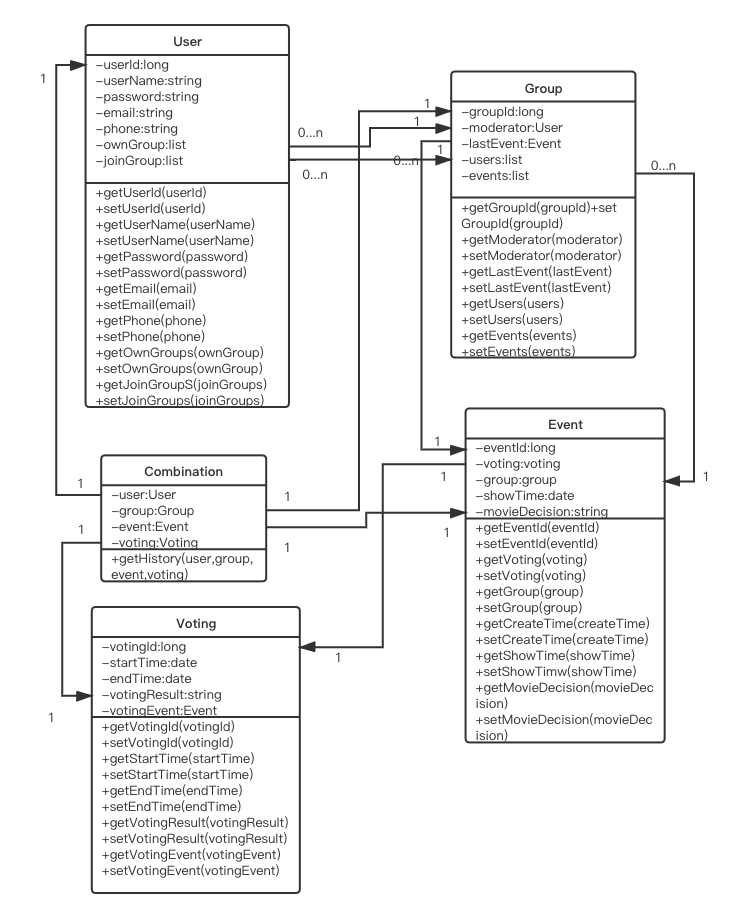 User
-userId:long
-userName:string
-password:string
-email:string
-phone:string
-ownGroup:list
-joinGroup:list
+getUserId(userId)
+setUserId(userId)
+getUserName(userName)
+setUserName(userName)
+getPassword(password)
+setPassword(password)
+getEmail(email)
+setEmail(email)
+getPhone(phone)
+setPhone(phone)
+getOwnGroups(ownGroup)
+setOwnGroups(ownGroup)
+getJoinGroupS(joinGroups)
+setJoinGroups(joinGroups)
1
0...n
0...n
1
1
1
0...n
Group
-groupId:long
-moderator:User
-lastEvent:Event
-users:list
-events:list
+getGroupId(groupId)+set
GroupId(groupId)
+getModerator(moderator)
+setModerator(moderator)
+getLastEvent(lastEvent)
+setLastEvent(lastEvent)
+getUsers(users)
+setUsers(users)
+getEvents(events)
+setEvents(events)
0...n
1
1
Event
-eventId:long
-voting:voting
-group:group
-showTime:date
-movieDecision:string
+getEventId(eventId)
+setEventId(eventId)
+getVoting(voting)
+setVoting(voting)
+getGroup(group)
+setGroup(group)
+getCreateTime(createTime)
+setCreateTime(createTime)
+getShowTime(showTime)
+setShowTimw(showTime)
+getMovieDecision(movieDec
ision)
+setMovieDecision(movieDec
ision)
1
1
Combination
-user:User
-group:Group
-event:Event
-voting:Voting
+getHistory(user,group,
event,voting)
1
1
1
1
Voting
-votingId:long
-startTime:date
-endTime:date
-votingResult:string
-votingEvent:Event
+getVotingId(votingId)
+setVotingId(votingId)
+getStartTime(startTime)
+setStartTime(startTime)
+getEndTime(endTime)
+setEndTime(endTime)
+getVotingResult(votingResult)
+setVotingResult(votingResult)
+getVotingEvent(votingEvent)
+setVotingEvent(votingEvent)
1
1